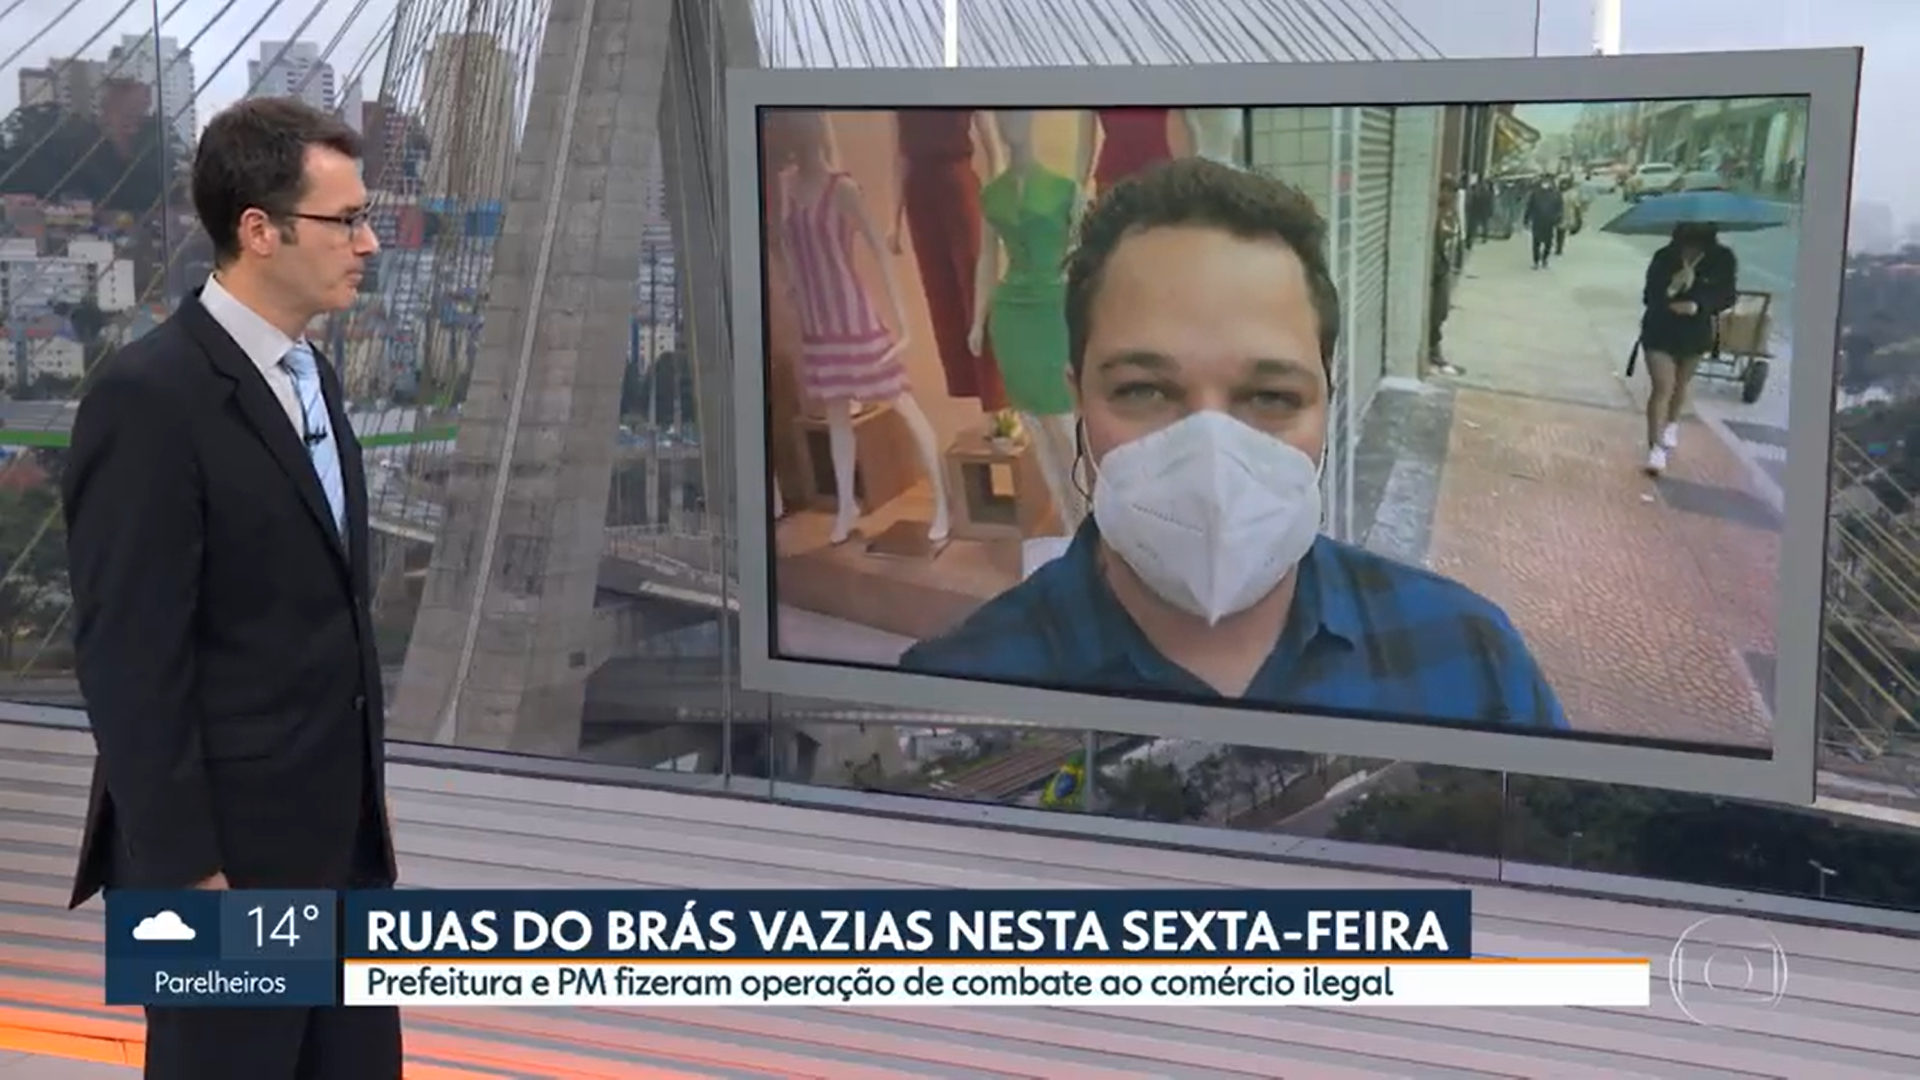 14°
Parelheiros
RUAS DO BRÁS VAZIAS NESTA SEXTA-FEIRA
Prefeitura e PM fizeram operação de combate ao comércio ilegal